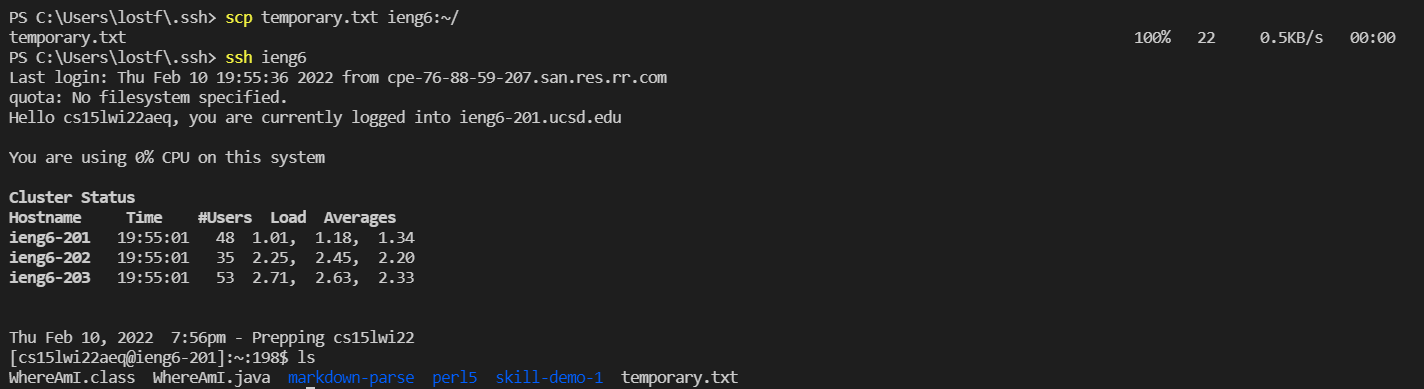 PS C:\Users\lostf\.ssh> scp temporary.txt ieng6:~/
temporary.txt 100% 22 0.5KB/s 00:00
PS C:\Users\lostf\.ssh> ssh ieng6
Last login: Thu Feb 10 19:55:36 2022 from cpe-76-88-59-207.san.res.rr.com
quota: No filesystem specified.
Hello cs15lwi22aeq, you are currently logged into ieng6-201.ucsd.edu
You are using 0% CPU on this system
Cluster Status
Hostname Time #Users Load Averages
ieng6-201 19:55:01 48 1.01, 1.18, 1.34
ieng6-202 19:55:01 35 2.25, 2.45, 2.20
ieng6-203 19:55:01 53 2.71, 2.63, 2.33
Thu Feb 10, 2022 7:56pm - Prepping cs15lwi22
[cs15lwi22aeq@ieng6-201]:~:198$ ls
WhereAmI.class WhereAmI.java markdown-parse perl5 skill-demo-1 temporary.txt